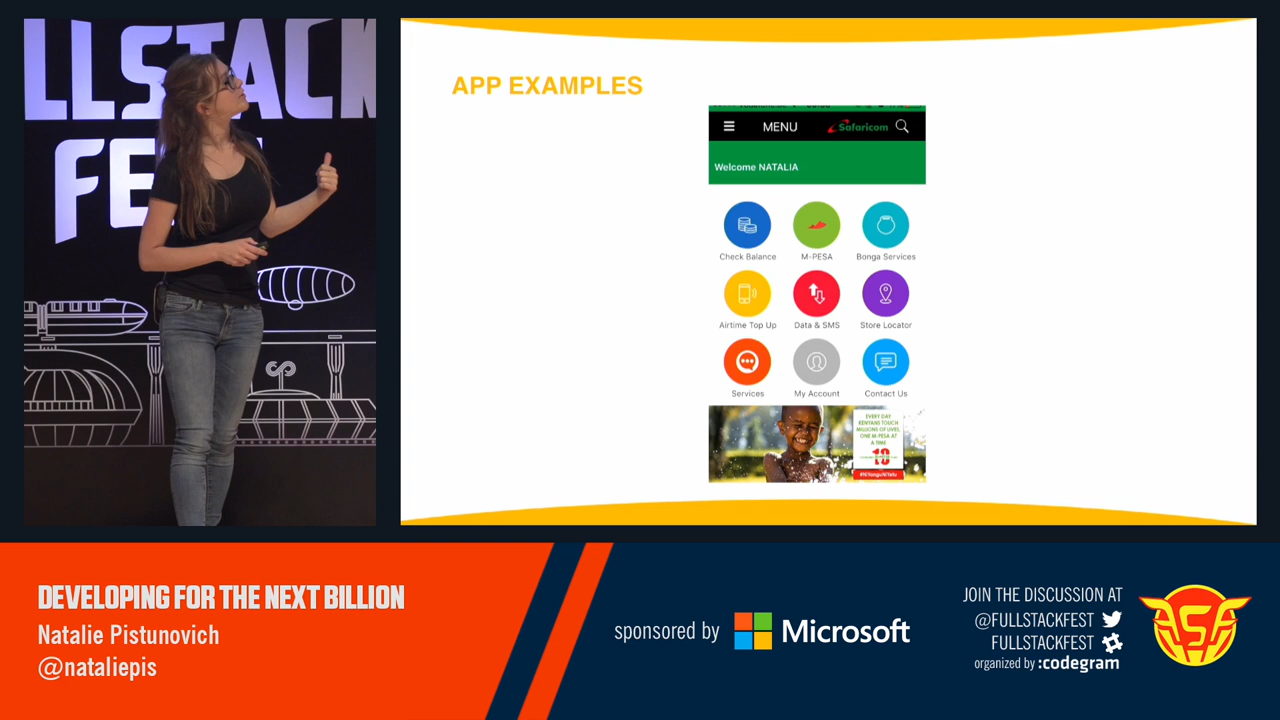 LLSTACK
FE
APP EXAMPLES
MENU
Safaricom
Welcome NATALIA
Check Balance
M-PESA
Bonga Services
Airtime Top Up
Data & SMS
Store Locator
Services
My Account
Contact Us
EVERY DAY
KENYANS TOUCH
MILLIONS OF LIVES,
ONE M-PESA AT
A TIME
10
DEVELOPING FOR THE NEXT BILLION
Natalie Pistunovich
@nataliepis
sponsored by Microsoft
JOIN THE DISCUSSION AT
@FULLSTACKFEST
FULLSTACKFEST
organized by :codegram